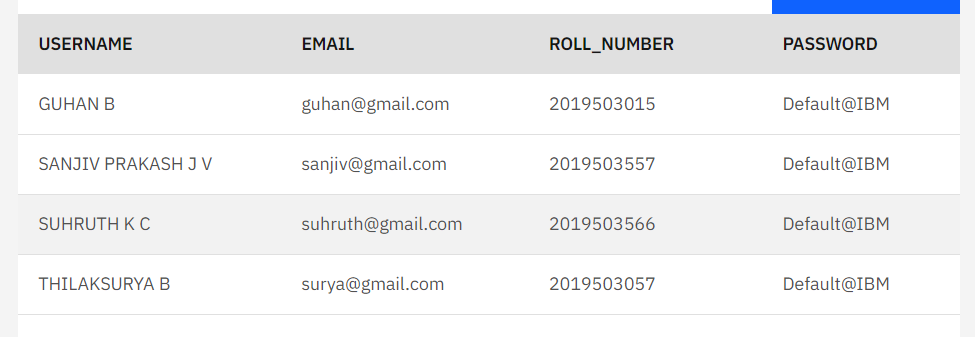 USERNAME EMAIL ROLL_NUMBER PASSWORD
GUHAN B guhan@gmail.com 2019503015 Default@IBM
SANJIV PRAKASH J V sanjiv@gmail.com 2019503557 Default@IBM
SUHRUTH K C suhruth@gmail.com 2019503566 Default@IBM
THILAKSURYA B surya@gmail.com 2019503057 Default@IBM